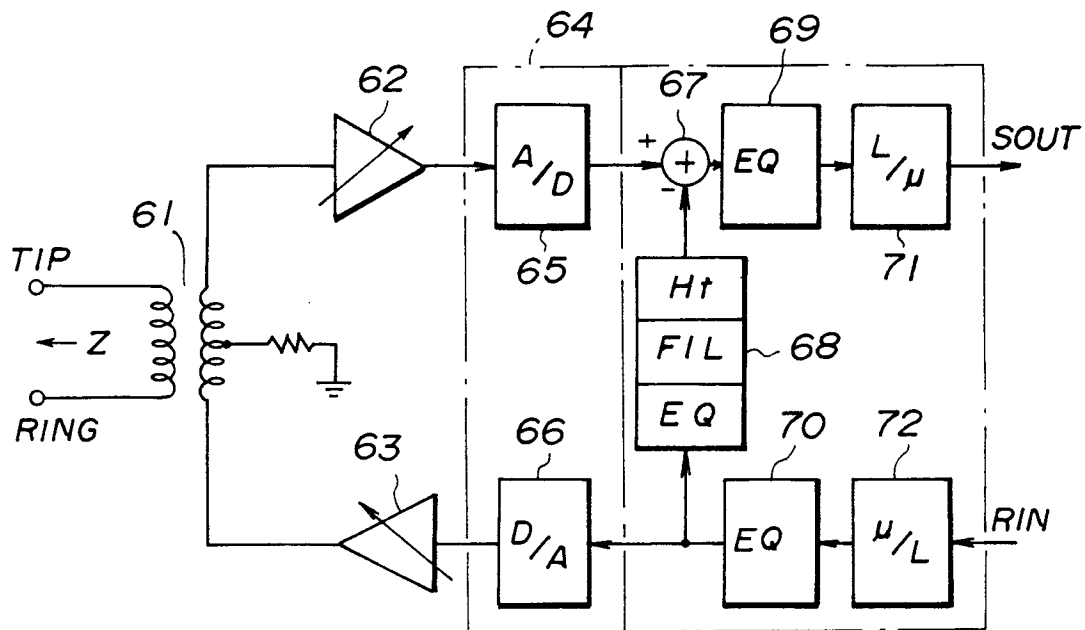 64
69
62
67
+
A/D
+
-
EQ
L/μ
SOUT
61
65
71
TIP
Ht
Z
FIL
68
RING
EQ
63
66
70
72
D/A
EQ
μ/L
RIN